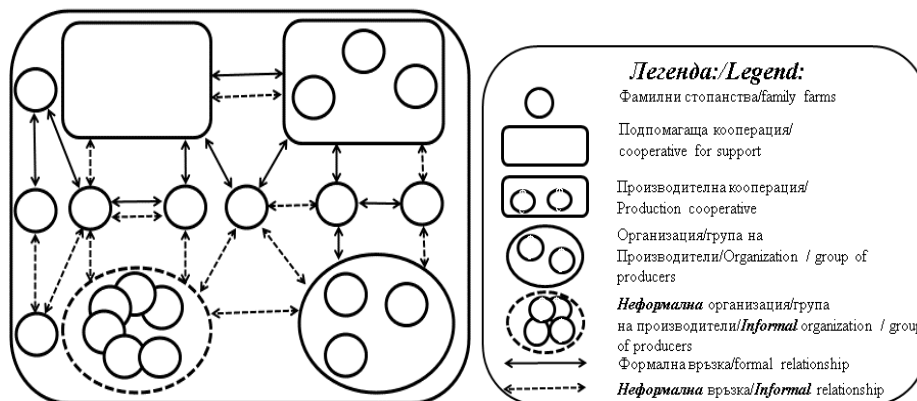 Легенда:/Legend:
Фамилни стопанства/family farms
Подпомагаща кооперация/
cooperative for support
Производителна кооперация/
Production cooperative
Организация/група на
Производители/Organization / group of
producers
Неформална организация/група
на производители/Informal organization / group
of producers
Формална връзка/formal relationship
Неформална връзка/Informal relationship